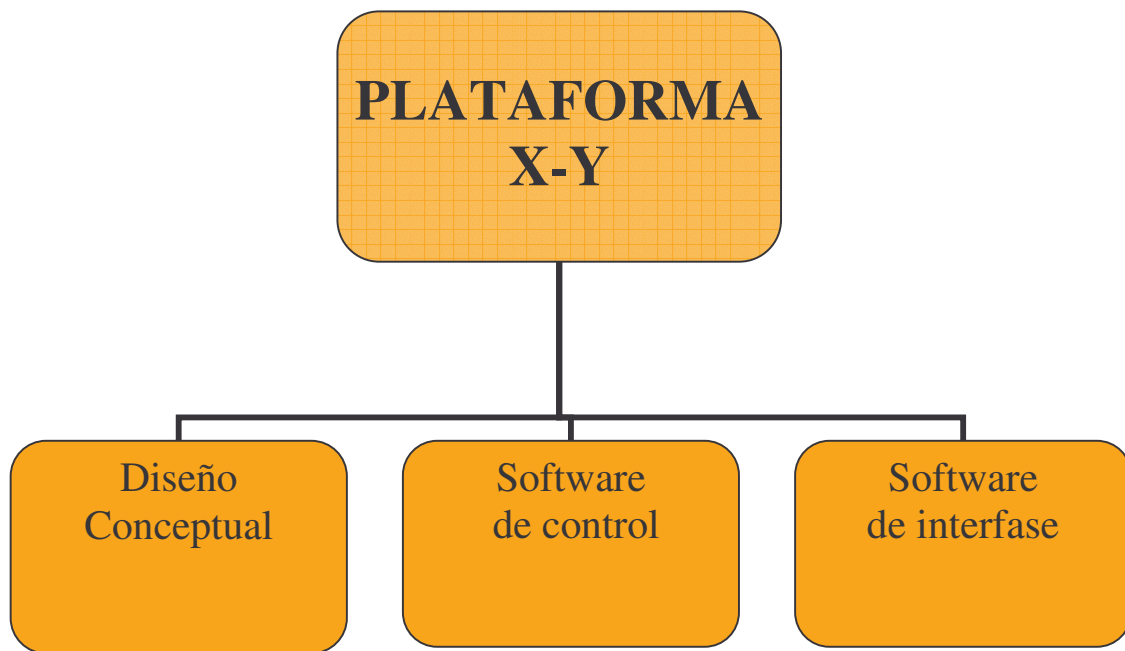 PLATAFORMA
X-Y
Diseño
Conceptual
Software
de control
Software
de interfase